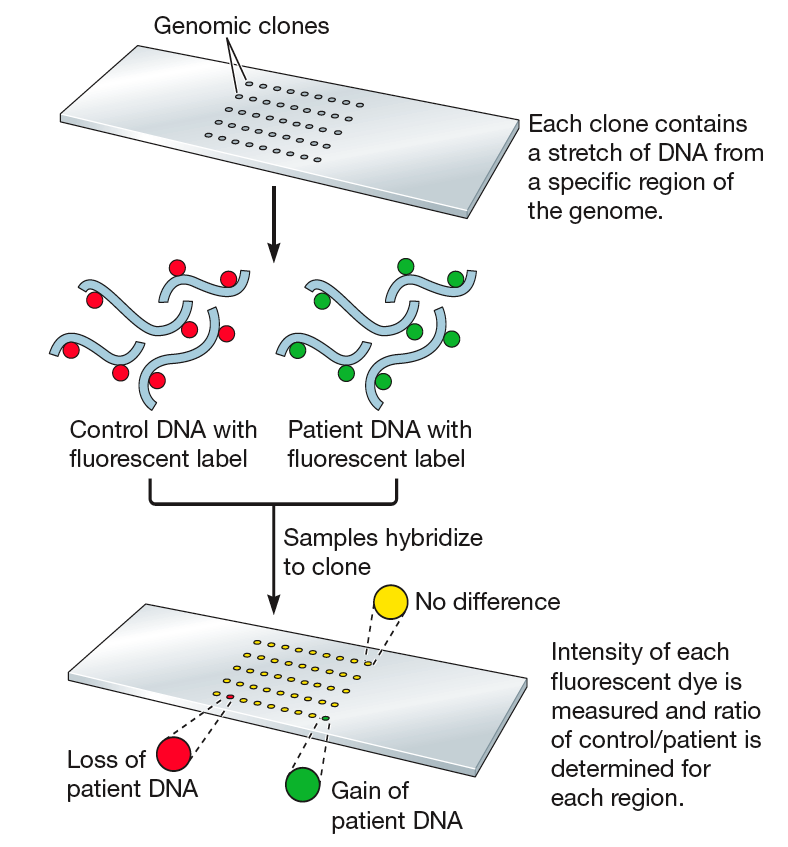 Genomic clones
Each clone contains
a stretch of DNA from
a specific region of
the genome.
Control DNA with
fluorescent label
Patient DNA with
fluorescent label
Samples hybridize
to clone
No difference
Intensity of each
fluorescent dye is
measured and ratio
of control/patient is
determined for
each region.
Loss of
patient DNA
Gain of
patient DNA